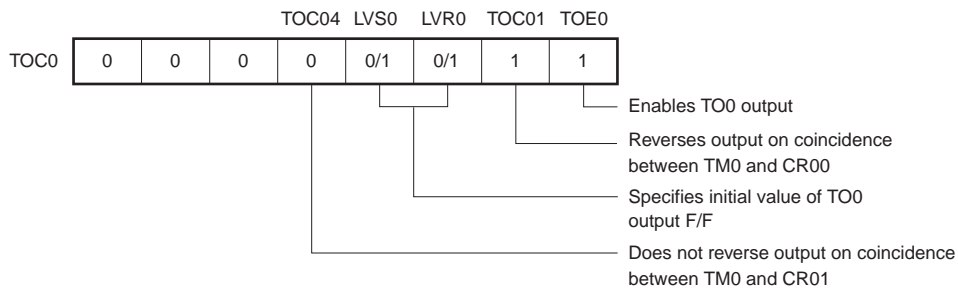 TOC04 LVS0 LVR0 TOC01 TOE0
TOC0 0 0 0 0 0/1 0/1 1 1
Enables TO0 output
Reverses output on coincidence
between TM0 and CR00
Specifies initial value of TO0
output F/F
Does not reverse output on coincidence
between TM0 and CR01